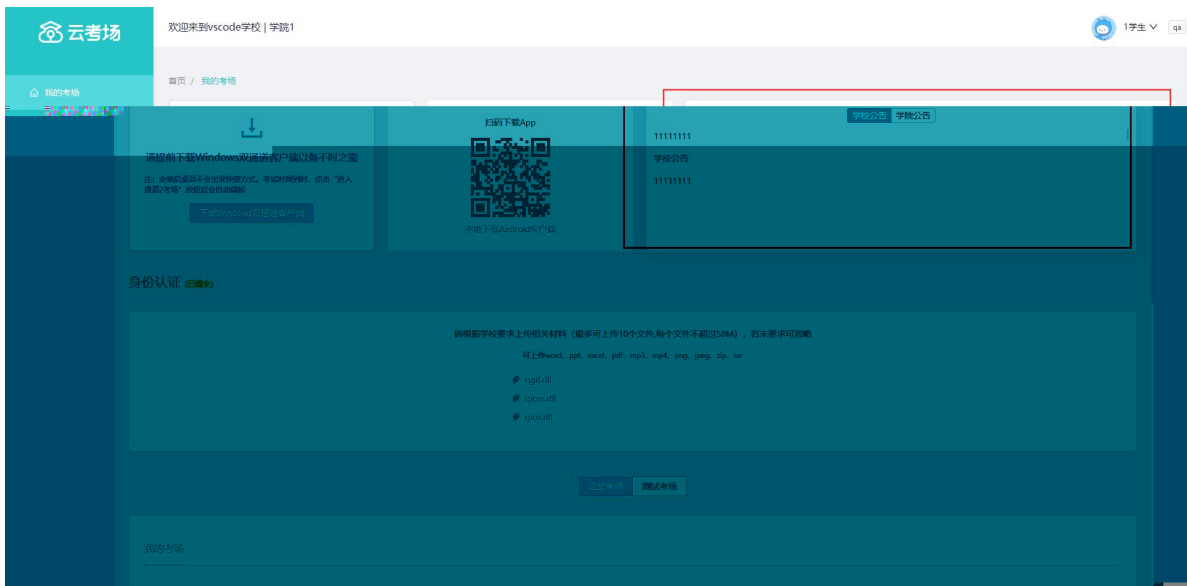 云考场
欢迎来到vscode学校 | 学院1
1学生
qa
首页 / 我的考场
我的考场
扫码下载App
学校公告 学院公告
11111111
请提前下载Windows双通道客户端以备不时之需
学校公告
注：安装后桌面不会出现快捷方式。考试时候到时，点击“进入
通道2考场”按钮后会自动调起
11111111
下载Windows双通道客户端
本地下载Android客户端
身份认证 (已提交)
请根据学校要求上传相关材料（最多可上传10个文件,每个文件不超过50M），若未要求可忽略
可上传word、ppt、excel、pdf、mp3、mp4、png、jpeg、zip、rar
qgif.dll
qicns.dll
qico.dll
正式考场 测试考场
我的考场